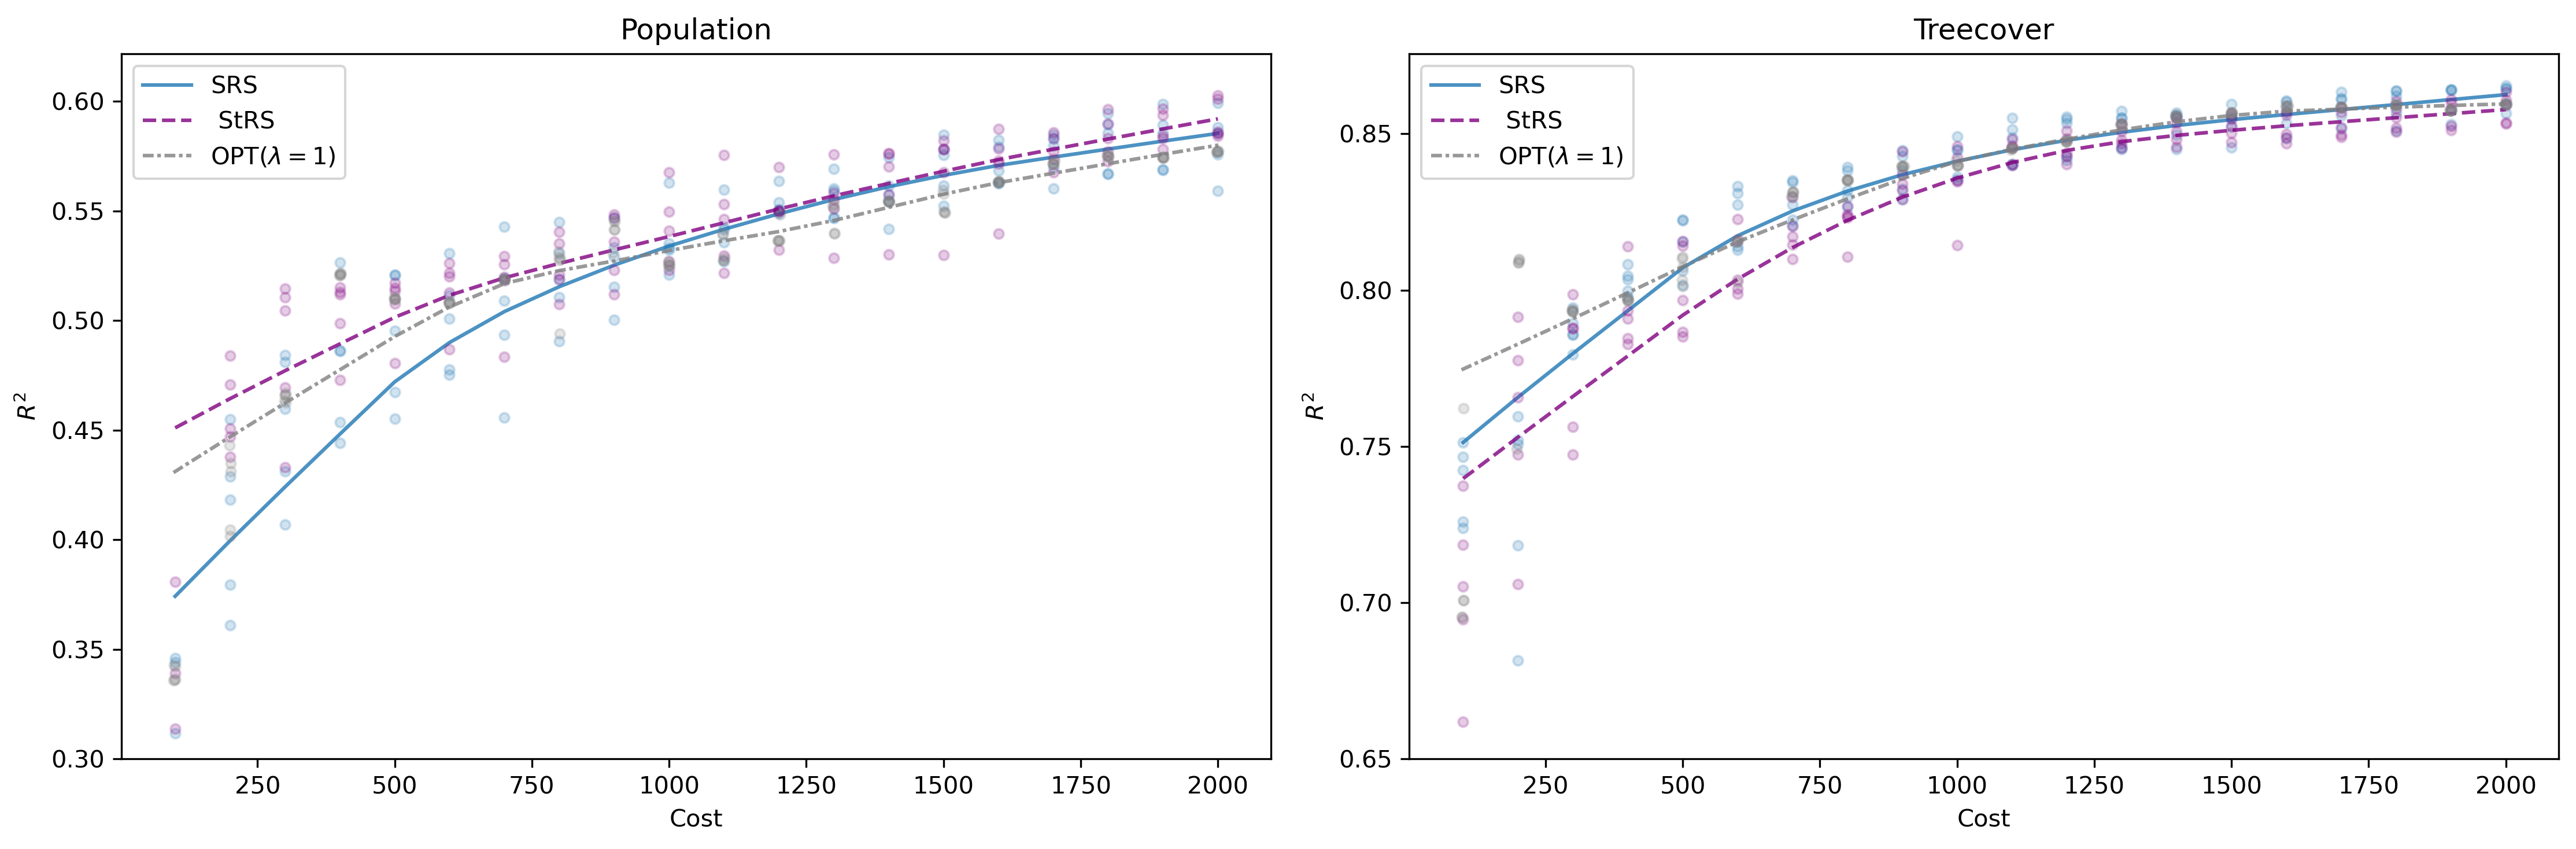 Population
SRS
StRS
OPT(λ = 1)
R²
0.60
0.55
0.50
0.45
0.40
0.35
0.30
250 500 750 1000 1250 1500 1750 2000
Cost
Treecover
SRS
StRS
OPT(λ = 1)
R²
0.85
0.80
0.75
0.70
0.65
250 500 750 1000 1250 1500 1750 2000
Cost